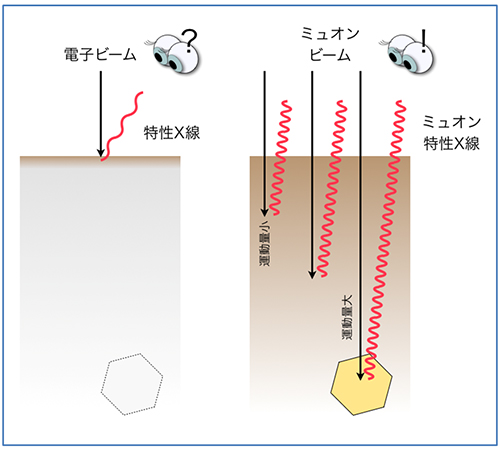 電子ビーム
?
特性X線
ミュオン
ビーム
!
ミュオン
特性X線
運動量小
運動量大